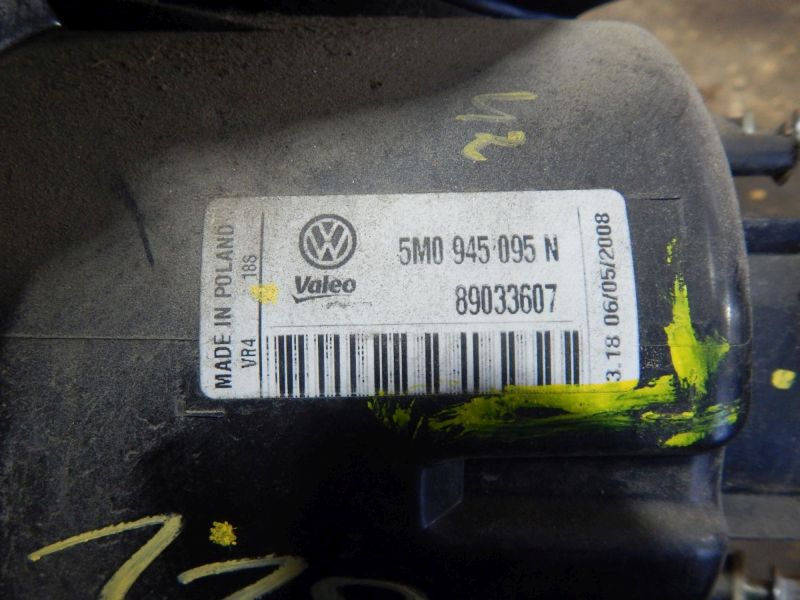 MADE IN POLAND
VR4 18S
VW
Valeo
5M0 945 095 N
89033607
3.18 06/05/2008